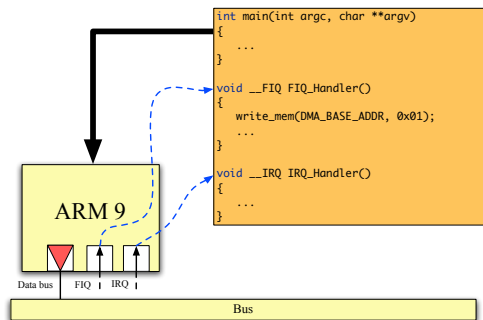 int main(int argc, char **argv)
{
...
}
void __FIQ FIQ_Handler()
{
write_mem(DMA_BASE_ADDR, 0x01);
...
}
void __IRQ IRQ_Handler()
{
...
}
ARM 9
Data bus
FIQ
IRQ
Bus